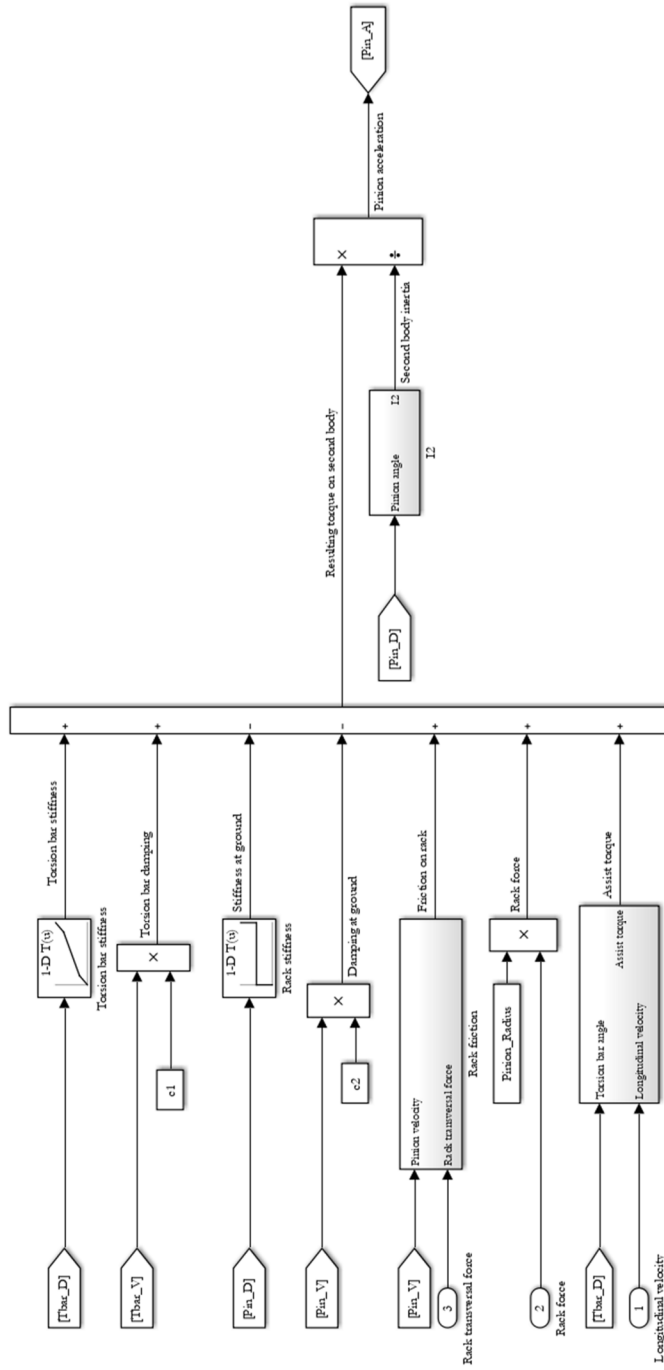 [Tbar_D]
1-D T(u)
Torsion bar stiffness
Torsion bar stiffness
+
[Tbar_V]
c1
×
Torsion bar damping
+
[Pin_D]
1-D T(u)
Rack stiffness
Stiffness at ground
−
[Pin_V]
c2
×
Damping at ground
−
[Pin_V]
3
Rack transversal force
Pinion velocity
Rack transversal force
Rack friction
Friction on rack
+
Pinion_Radius
2
Rack force
×
Rack force
+
[Tbar_D]
1
Longitudinal velocity
Torsion bar angle
Longitudinal velocity
Assist torque
Assist torque
+
Resulting torque on second body
[Pin_D]
Pinion angle
I2
I2
Second body inertia
×
÷
Pinion acceleration
[Pin_A]